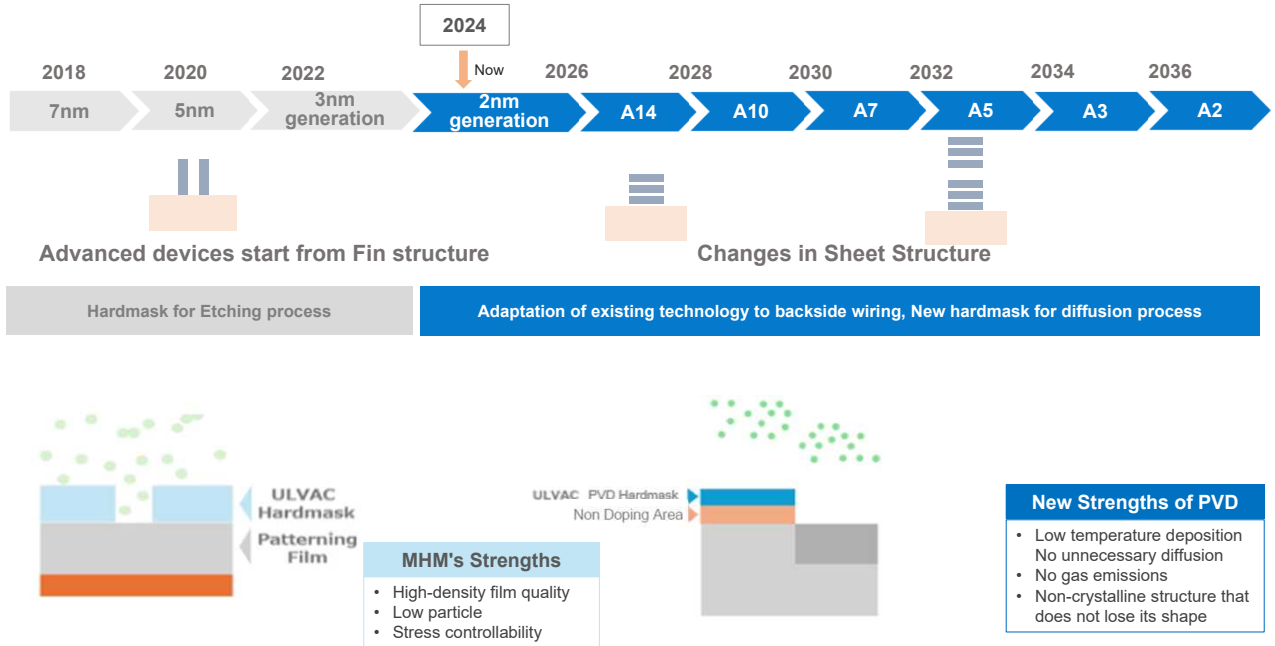 2024
Now
2018
2020
2022
2026
2028
2030
2032
2034
2036
7nm
5nm
3nm
generation
2nm
generation
A14
A10
A7
A5
A3
A2
Advanced devices start from Fin structure
Changes in Sheet Structure
Hardmask for Etching process
Adaptation of existing technology to backside wiring, New hardmask for diffusion process
ULVAC
Hardmask
Patterning
Film
MHM's Strengths
• High-density film quality
• Low particle
• Stress controllability
ULVAC PVD Hardmask
Non Doping Area
New Strengths of PVD
• Low temperature deposition
No unnecessary diffusion
• No gas emissions
• Non-crystalline structure that
does not lose its shape